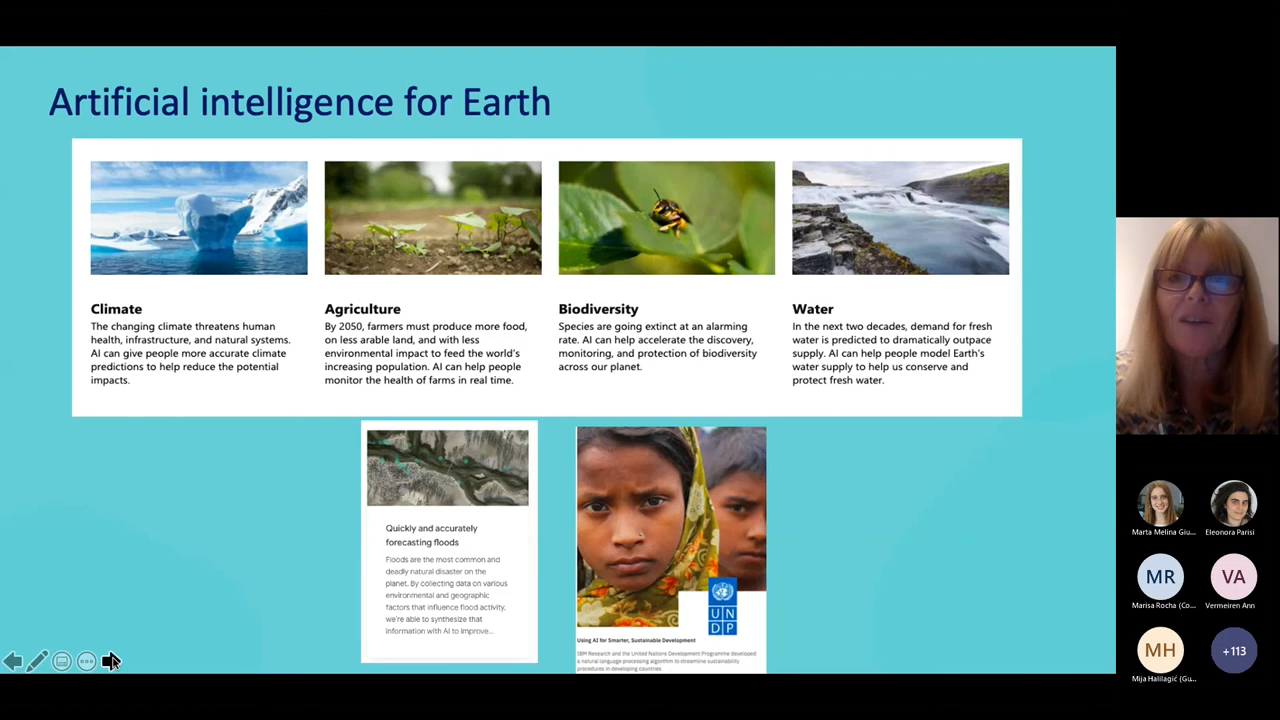 Artificial intelligence for Earth
Climate
The changing climate threatens human
health, infrastructure, and natural systems.
AI can give people more accurate climate
predictions to help reduce the potential
impacts.
Agriculture
By 2050, farmers must produce more food,
on less arable land, and with less
environmental impact to feed the world's
increasing population. AI can help people
monitor the health of farms in real time.
Biodiversity
Species are going extinct at an alarming
rate. AI can help accelerate the discovery,
monitoring, and protection of biodiversity
across our planet.
Water
In the next two decades, demand for fresh
water is predicted to dramatically outpace
supply. AI can help people model Earth's
water supply to help us conserve and
protect fresh water.
Quickly and accurately
forecasting floods
Floods are the most common and
deadly natural disaster on the
planet. By collecting data on various
environmental and geographic
factors that influence flood activity,
we're able to synthesize that
information with AI to improve...
U N
D P
Using AI for Smarter, Sustainable Development
IBM Research and the United Nations Development Programme developed
a natural language processing algorithm to streamline sustainability
procedures in developing countries.
Marta Melina Giu...
Eleonora Parisi
MR
VA
Marisa Rocha (Co...
Vermeiren Ann
MH
+113
Mija Halilagić (Gu...